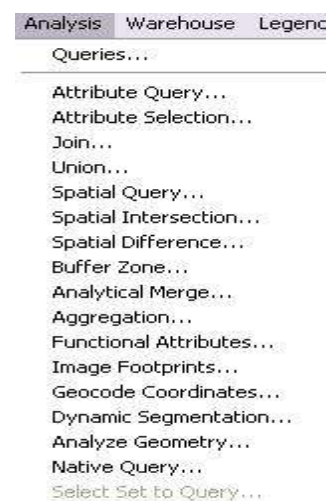 Analysis Warehouse Legend
Queries...
Attribute Query...
Attribute Selection...
Join...
Union...
Spatial Query...
Spatial Intersection...
Spatial Difference...
Buffer Zone...
Analytical Merge...
Aggregation...
Functional Attributes...
Image Footprints...
Geocode Coordinates...
Dynamic Segmentation...
Analyze Geometry...
Native Query...
Select Set to Query...